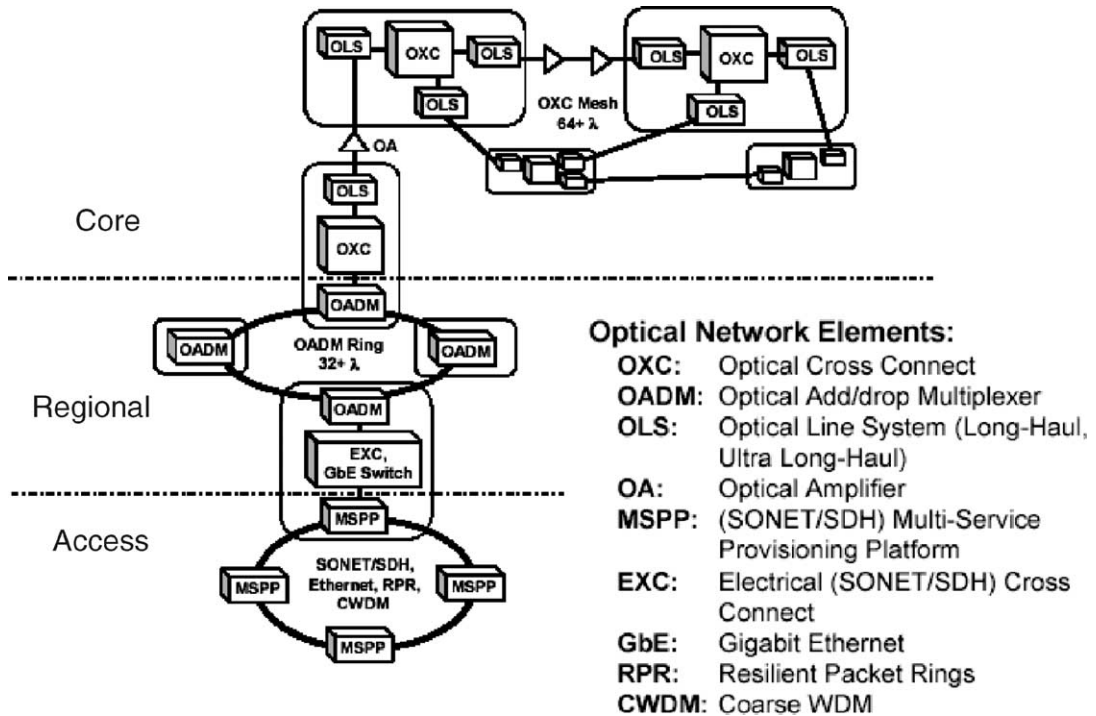 OLS
OXC
OLS
OLS
OXC Mesh
64+ λ
OLS
OXC
OLS
OLS
OA
OLS
OXC
Core
OADM
OADM
OADM Ring
32+ λ
OADM
OADM
Regional
EXC,
GbE Switch
Access
MSPP
SONET/SDH,
Ethernet, RPR,
CWDM
MSPP
MSPP
MSPP
Optical Network Elements:
OXC: Optical Cross Connect
OADM: Optical Add/drop Multiplexer
OLS: Optical Line System (Long-Haul,
Ultra Long-Haul)
OA: Optical Amplifier
MSPP: (SONET/SDH) Multi-Service
Provisioning Platform
EXC: Electrical (SONET/SDH) Cross
Connect
GbE: Gigabit Ethernet
RPR: Resilient Packet Rings
CWDM: Coarse WDM